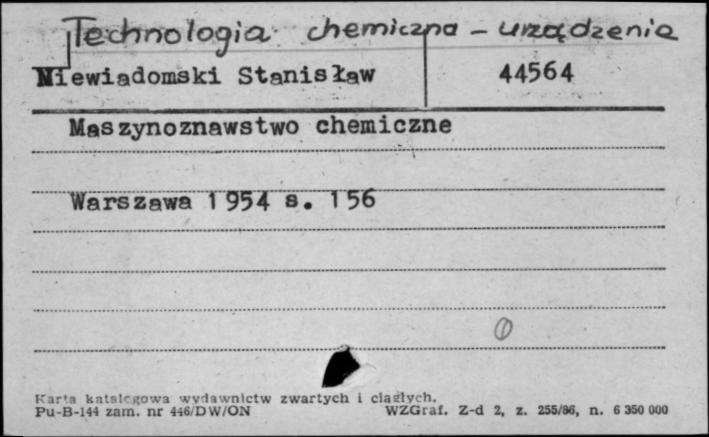 Technologia chemiczna - urządzenia
Niewiadomski Stanisław 44564
Maszynoznawstwo chemiczne
Warszawa 1954 s. 156
Karta katalogowa wydawnictw zwartych i ciągłych.
Pu-B-144 zam. nr 446/DW/ON WZGraf. Z-d 2, z. 255/86, n. 6 350 000